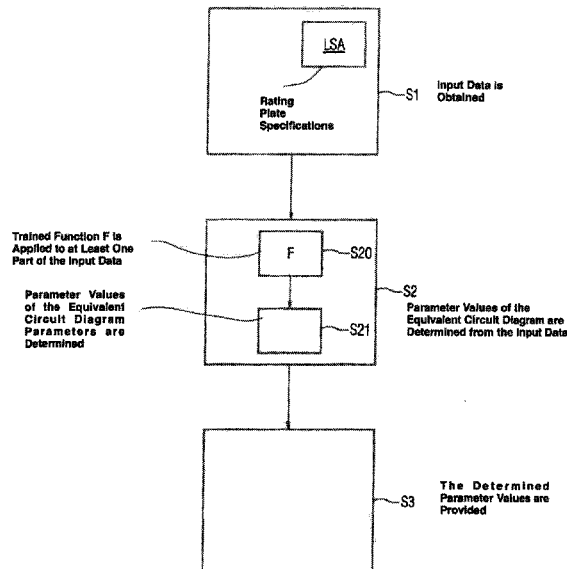 LSA
Rating
Plate
Specifications
S1
Input Data is
Obtained
Trained Function F is
Applied to at Least One
Part of the Input Data
F
S20
Parameter Values
of the Equivalent
Circuit Diagram
Parameters are
Determined
S21
S2
Parameter Values of the
Equivalent Circuit Diagram are
Determined from the Input Data
S3
The Determined
Parameter Values are
Provided